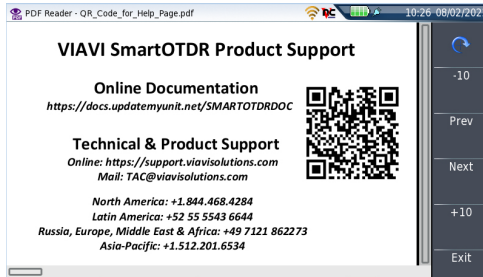 PDF Reader - QR_Code_for_Help_Page.pdf
10:26 08/02/202
VIAVI SmartOTDR Product Support
Online Documentation
https://docs.updatemyunit.net/SMARTOTDRDOC
Technical & Product Support
Online: https://support.viavisolutions.com
Mail: TAC@viavisolutions.com
North America: +1.844.468.4284
Latin America: +52 55 5543 6644
Russia, Europe, Middle East & Africa: +49 7121 862273
Asia-Pacific: +1.512.201.6534
-10
Prev
Next
+10
Exit